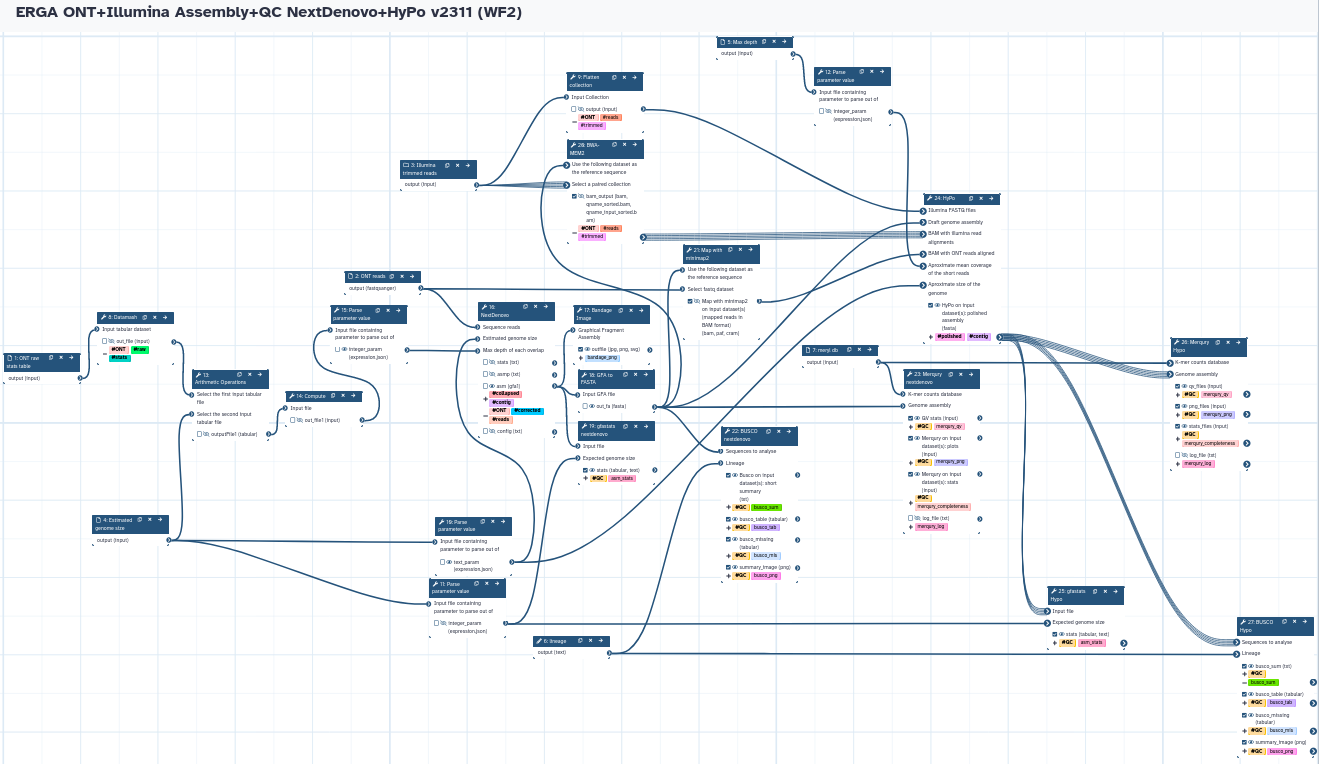 ERGA ONT+Illumina Assembly+QC NextDenovo+HyPo v2311 (WF2)
5: Max depth
output (input)
12: Parse
parameter value
Input file containing
parameter to parse out of
integer_param
(expression.json)
9: Flatten
collection
Input Collection
output (input)
#ONT #reads
#trimmed
3: Illumina
trimmed reads
output (input)
20: BWA-
MEM2
Use the following dataset as
the reference sequence
Select a paired collection
bam_output (bam,
qname_sorted.bam,
qname_input_sorted.b
am)
#ONT #reads
#trimmed
24: HyPo
Illumina FASTQ files
Draft genome assembly
BAM with Illumina read
alignments
BAM with ONT reads aligned
Aproximate mean coverage
of the short reads
Aproximate size of the
genome
HyPo on input
dataset(s): polished
assembly
(fasta)
#polished #contig
21: Map with
minimap2
Use the following dataset as
the reference sequence
Select fastq dataset
Map with minimap2
on input dataset(s)
(mapped reads in
BAM format)
(bam, paf, cram)
2: ONT reads
output (fastqsanger)
15: Parse
parameter value
Input file containing
parameter to parse out of
integer_param
(expression.json)
16:
NextDenovo
Sequence reads
Estimated genome size
Max depth of each overlap
stats (txt)
asmp (txt)
asm (gfa1)
#collapsed
#contig
#ONT #corrected
#reads
config (txt)
17: Bandage
Image
Graphical Fragment
Assembly
outfile (jpg, png, svg)
bandage_png
18: GFA to
FASTA
Input GFA file
out_fa (fasta)
19: gfastats
nextdenovo
Input file
Expected genome size
stats (tabular, text)
#QC asm_stats
8: Datamash
Input tabular dataset
out_file (input)
#ONT #raw
#stats
1: ONT raw
stats table
output (input)
13:
Arithmetic Operations
Select the first input tabular
file
Select the second input
tabular file
outputFile1 (tabular)
14: Compute
Input file
out_file1 (input)
7: meryl db
output (input)
23: Merqury
nextdenovo
K-mer counts database
Genome assembly
QV stats (input)
#QC merqury_qv
Merqury on input
dataset(s): plots
(input)
#QC merqury_png
Merqury on input
dataset(s): stats
(input)
#QC
merqury_completeness
log_file (txt)
merqury_log
26: Merqury
Hypo
K-mer counts database
Genome assembly
qv_files (input)
#QC merqury_qv
png_files (input)
#QC merqury_png
stats_files (input)
#QC
merqury_completeness
log_file (txt)
merqury_log
22: BUSCO
nextdenovo
Sequences to analyse
Lineage
Busco on input
dataset(s): short
summary
(txt)
#QC busco_sum
busco_table (tabular)
#QC busco_tab
busco_missing
(tabular)
#QC busco_mis
summary_image (png)
#QC busco_png
4: Estimated
genome size
output (input)
10: Parse
parameter value
Input file containing
parameter to parse out of
text_param
(expression.json)
11: Parse
parameter value
Input file containing
parameter to parse out of
integer_param
(expression.json)
6: lineage
output (text)
25: gfastats
Hypo
Input file
Expected genome size
stats (tabular, text)
#QC asm_stats
27: BUSCO
Hypo
Sequences to analyse
Lineage
busco_sum (txt)
#QC
busco_sum
busco_table (tabular)
#QC busco_tab
busco_missing
(tabular)
#QC busco_mis
summary_image (png)
#QC busco_png